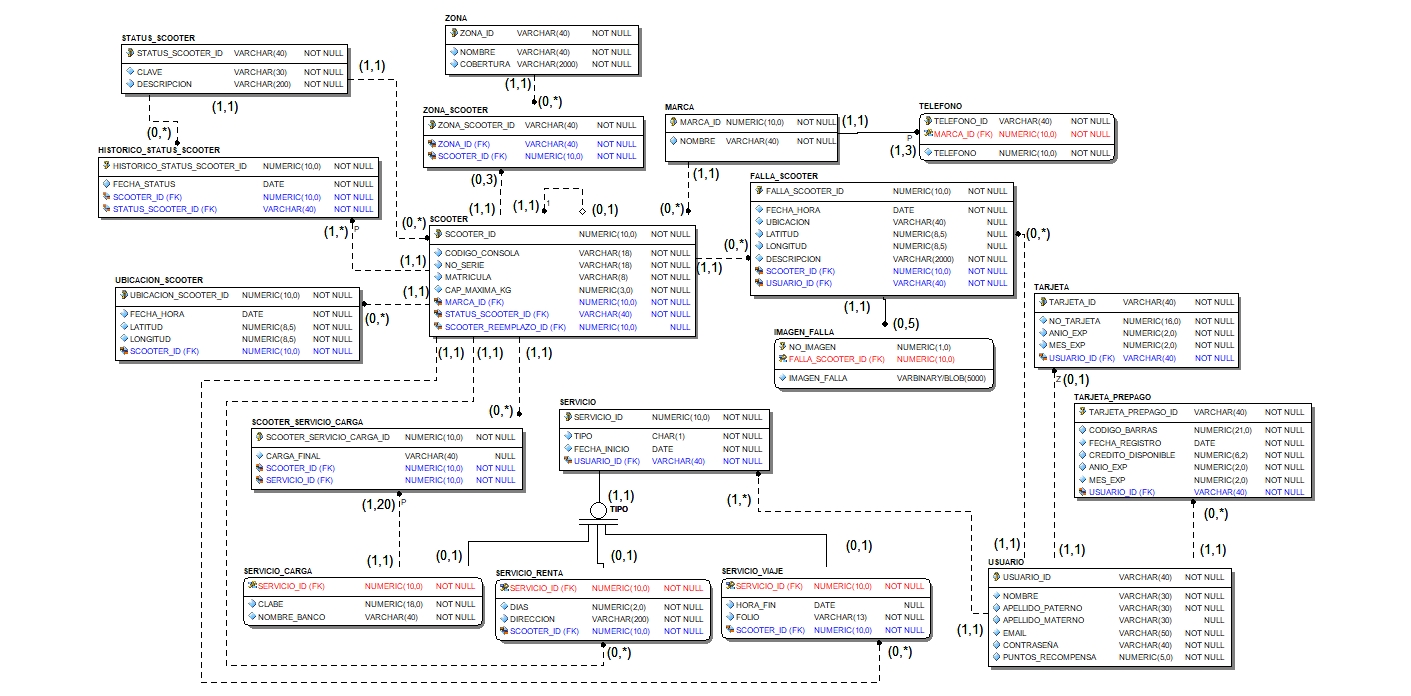 ZONA
ZONA_ID VARCHAR(40) NOT NULL
NOMBRE VARCHAR(40) NOT NULL
COBERTURA VARCHAR(2000) NOT NULL
(1,1)
(0,*)
STATUS_SCOOTER
STATUS_SCOOTER_ID VARCHAR(40) NOT NULL
CLAVE VARCHAR(30) NOT NULL
DESCRIPCION VARCHAR(200) NOT NULL
(1,1)
(1,1)
(0,*)
ZONA_SCOOTER
ZONA_SCOOTER_ID VARCHAR(40) NOT NULL
ZONA_ID (FK) VARCHAR(40) NOT NULL
SCOOTER_ID (FK) NUMERIC(10,0) NOT NULL
(0,3)
(1,1)
MARCA
MARCA_ID NUMERIC(10,0) NOT NULL
NOMBRE VARCHAR(40) NOT NULL
(1,1)
P
(1,3)
(1,1)
(0,*)
TELEFONO
TELEFONO_ID VARCHAR(40) NOT NULL
MARCA_ID (FK) NUMERIC(10,0) NOT NULL
TELEFONO NUMERIC(10,0) NOT NULL
HISTORICO_STATUS_SCOOTER
HISTORICO_STATUS_SCOOTER_ID NUMERIC(10,0) NOT NULL
FECHA_STATUS DATE NOT NULL
SCOOTER_ID (FK) NUMERIC(10,0) NOT NULL
STATUS_SCOOTER_ID (FK) VARCHAR(40) NOT NULL
(1,*)
P
(1,1)
(0,*)
(1,1)
1
(0,1)
FALLA_SCOOTER
FALLA_SCOOTER_ID NUMERIC(10,0) NOT NULL
FECHA_HORA DATE NOT NULL
UBICACION VARCHAR(40) NULL
LATITUD NUMERIC(8,5) NULL
LONGITUD NUMERIC(8,5) NULL
DESCRIPCION VARCHAR(2000) NOT NULL
SCOOTER_ID (FK) NUMERIC(10,0) NOT NULL
USUARIO_ID (FK) VARCHAR(40) NOT NULL
(0,*)
(1,1)
(0,*)
(1,1)
(0,5)
SCOOTER
SCOOTER_ID NUMERIC(10,0) NOT NULL
CODIGO_CONSOLA VARCHAR(18) NOT NULL
NO_SERIE VARCHAR(18) NOT NULL
MATRICULA VARCHAR(8) NOT NULL
CAP_MAXIMA_KG NUMERIC(3,0) NOT NULL
MARCA_ID (FK) NUMERIC(10,0) NOT NULL
STATUS_SCOOTER_ID (FK) VARCHAR(40) NOT NULL
SCOOTER_REEMPLAZO_ID (FK) NUMERIC(10,0) NULL
(1,1)
(0,*)
UBICACION_SCOOTER
UBICACION_SCOOTER_ID NUMERIC(10,0) NOT NULL
FECHA_HORA DATE NOT NULL
LATITUD NUMERIC(8,5) NOT NULL
LONGITUD NUMERIC(8,5) NOT NULL
SCOOTER_ID (FK) NUMERIC(10,0) NOT NULL
(1,1)
(1,1)
(1,1)
(0,*)
IMAGEN_FALLA
NO_IMAGEN NUMERIC(1,0) NOT NULL
FALLA_SCOOTER_ID (FK) NUMERIC(10,0) NOT NULL
IMAGEN_FALLA VARBINARY/BLOB(5000) NOT NULL
TARJETA
TARJETA_ID VARCHAR(40) NOT NULL
NO_TARJETA NUMERIC(16,0) NOT NULL
ANIO_EXP NUMERIC(2,0) NOT NULL
MES_EXP NUMERIC(2,0) NOT NULL
USUARIO_ID (FK) VARCHAR(40) NOT NULL
Z
(0,1)
TARJETA_PREPAGO
TARJETA_PREPAGO_ID VARCHAR(40) NOT NULL
CODIGO_BARRAS NUMERIC(21,0) NOT NULL
FECHA_REGISTRO DATE NOT NULL
CREDITO_DISPONIBLE NUMERIC(6,2) NOT NULL
ANIO_EXP NUMERIC(2,0) NOT NULL
MES_EXP NUMERIC(2,0) NOT NULL
USUARIO_ID (FK) VARCHAR(40) NOT NULL
(0,*)
(1,1)
(1,1)
(1,1)
SCOOTER_SERVICIO_CARGA
SCOOTER_SERVICIO_CARGA_ID NUMERIC(10,0) NOT NULL
CARGA_FINAL VARCHAR(40) NULL
SCOOTER_ID (FK) NUMERIC(10,0) NOT NULL
SERVICIO_ID (FK) NUMERIC(10,0) NOT NULL
(1,20)
P
(1,1)
SERVICIO
SERVICIO_ID NUMERIC(10,0) NOT NULL
TIPO CHAR(1) NOT NULL
FECHA_INICIO DATE NOT NULL
USUARIO_ID (FK) VARCHAR(40) NOT NULL
(1,*)
(1,1)
TIPO
(0,1)
(0,1)
(0,1)
SERVICIO_CARGA
SERVICIO_ID (FK) NUMERIC(10,0) NOT NULL
CLABE NUMERIC(18,0) NOT NULL
NOMBRE_BANCO VARCHAR(40) NOT NULL
SERVICIO_RENTA
SERVICIO_ID (FK) NUMERIC(10,0) NOT NULL
DIAS NUMERIC(2,0) NOT NULL
DIRECCION VARCHAR(200) NOT NULL
SCOOTER_ID (FK) NUMERIC(10,0) NOT NULL
(0,*)
SERVICIO_VIAJE
SERVICIO_ID (FK) NUMERIC(10,0) NOT NULL
HORA_FIN DATE NULL
FOLIO VARCHAR(13) NOT NULL
SCOOTER_ID (FK) NUMERIC(10,0) NOT NULL
(0,*)
(1,1)
USUARIO
USUARIO_ID VARCHAR(40) NOT NULL
NOMBRE VARCHAR(30) NOT NULL
APELLIDO_PATERNO VARCHAR(30) NOT NULL
APELLIDO_MATERNO VARCHAR(30) NULL
EMAIL VARCHAR(50) NOT NULL
CONTRASEÑA VARCHAR(40) NOT NULL
PUNTOS_RECOMPENSA NUMERIC(5,0) NOT NULL